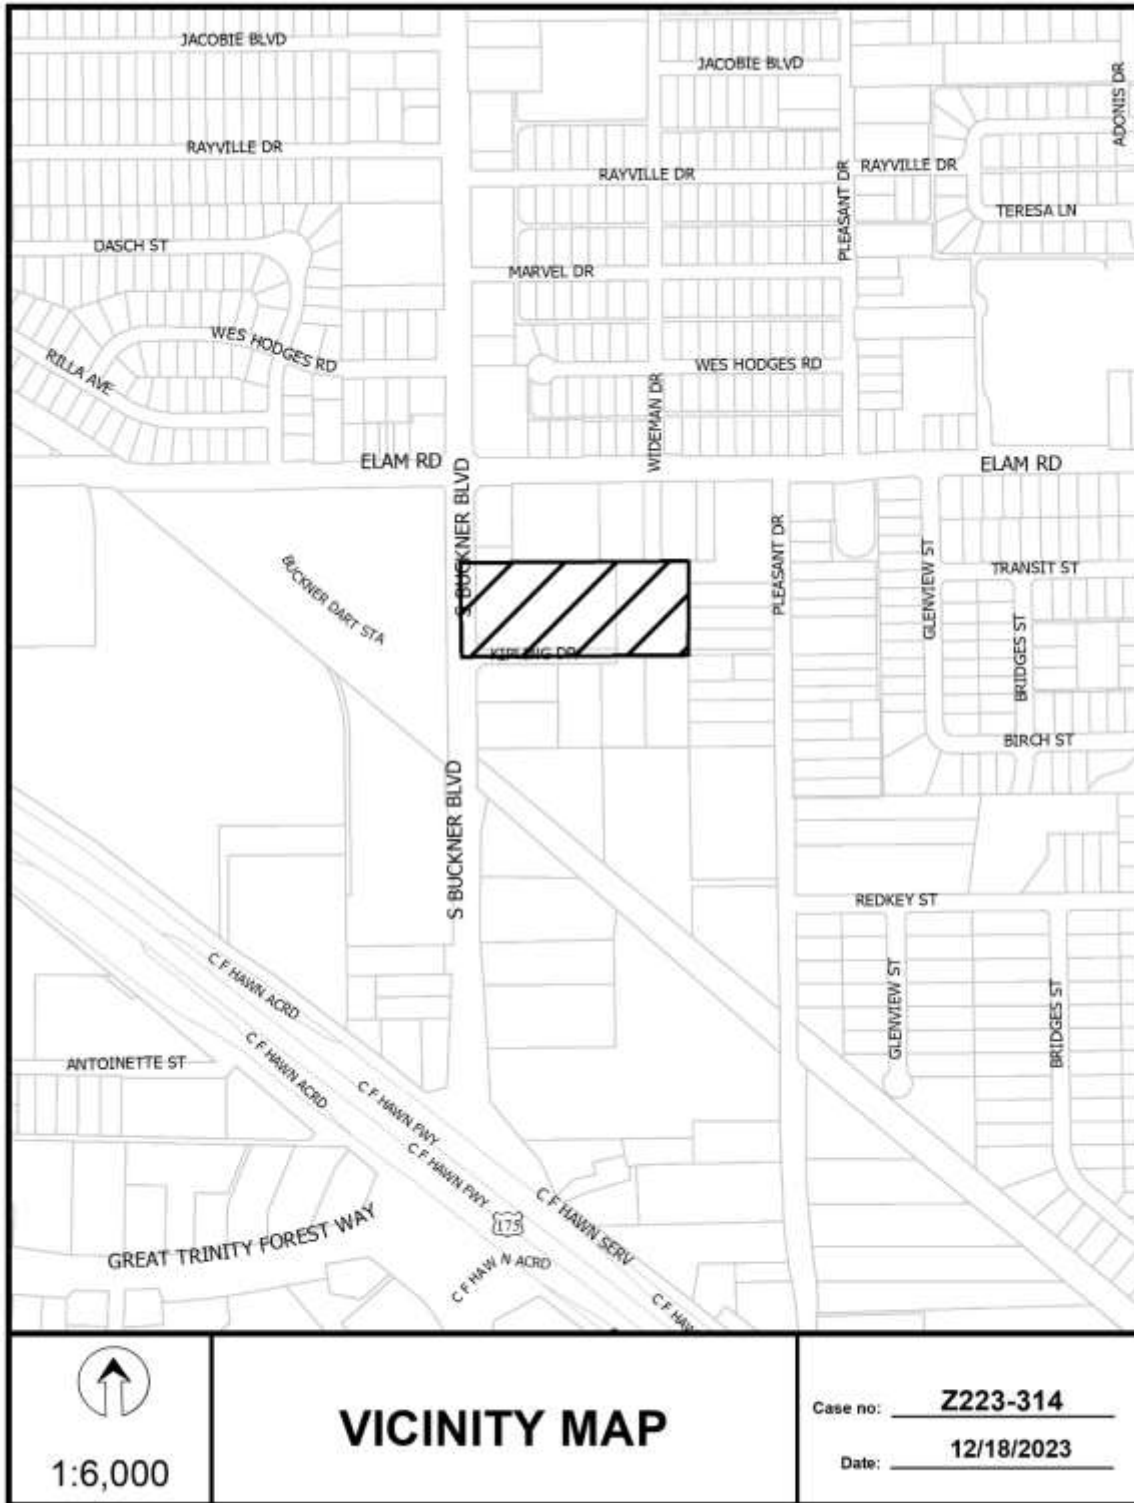 JACOBIE BLVD
JACOBIE BLVD
ADONIS DR
RAYVILLE DR
RAYVILLE DR
PLEASANT DR
RAYVILLE DR
TERESA LN
DASCH ST
MARVEL DR
WES HODGES RD
RILLA AVE
WES HODGES RD
WIDEMAN DR
ELAM RD
ELAM RD
S BUCKNER BLVD
BUCKNER DART STA
PLEASANT DR
GLENVIEW ST
TRANSIT ST
BRIDGES ST
KIPLING DR
BIRCH ST
S BUCKNER BLVD
REDKEY ST
C F HAWN ACRD
GLENVIEW ST
BRIDGES ST
C F HAWN ACRD
ANTOINETTE ST
C F HAWN FWY
C F HAWN FWY
C F HAWN SERV
175
GREAT TRINITY FOREST WAY
C F HAW N ACRD
C F HAW
1:6,000
VICINITY MAP
Case no: Z223-314
Date: 12/18/2023